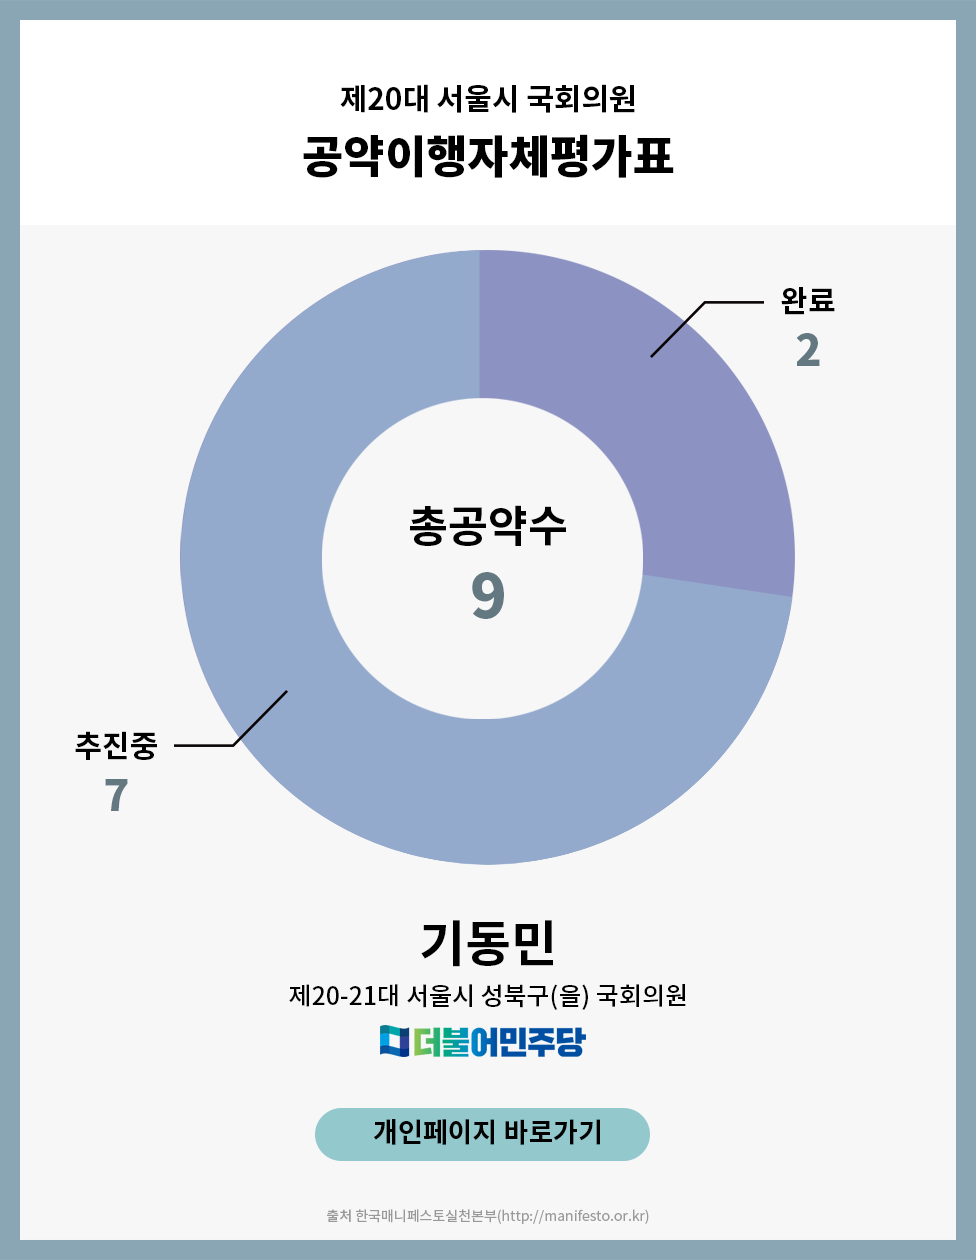 제20대 서울시 국회의원
공약이행자체평가표
완료
2
총공약수
9
추진중
7
기동민
제20-21대 서울시 성북구(을) 국회의원
더불어민주당
개인페이지 바로가기
출처 한국매니페스토실천본부(http://manifesto.or.kr)